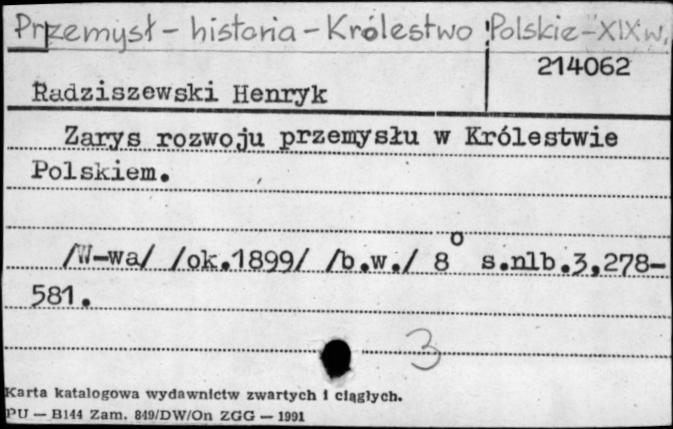 Przemysł - historia - Królestwo Polskie - XIX w.
214062
Radziszewski Henryk
Zarys rozwoju przemysłu w Królestwie
Polskiem.
/W-wa/ /ok.1899/ /b.w./ 8° s.nlb.3,278-
581.
3
Karta katalogowa wydawnictw zwartych i ciągłych.
PU — B144 Zam. 849/DW/On ZGG — 1991